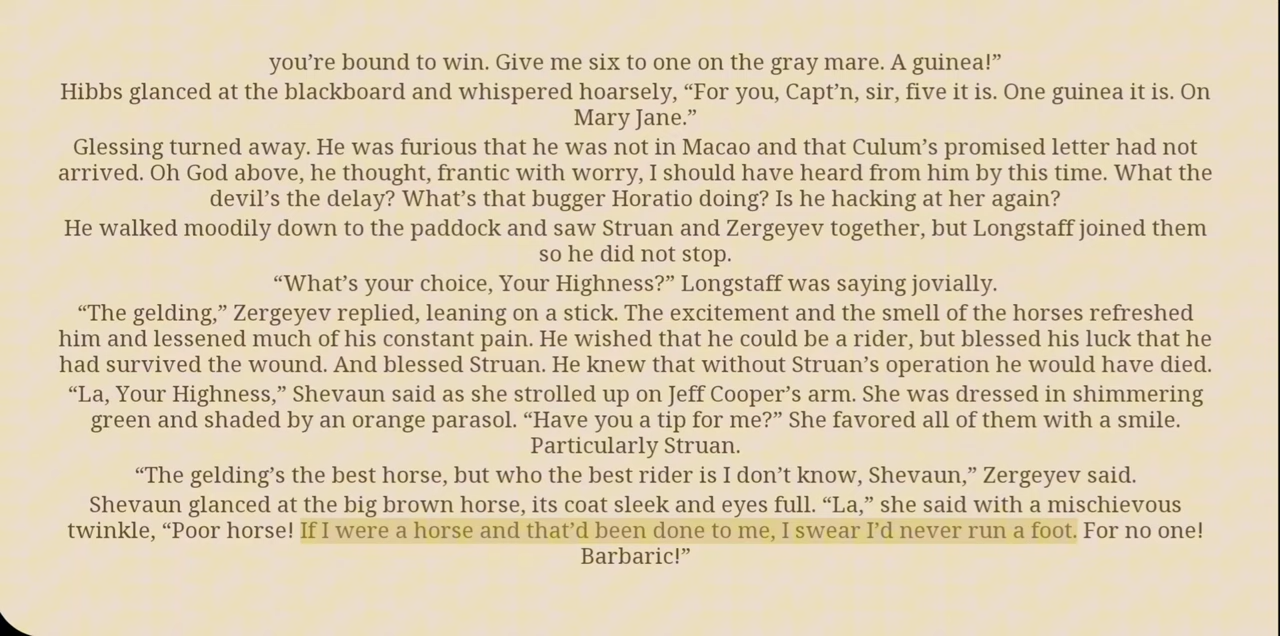 you’re bound to win. Give me six to one on the gray mare. A guinea!”
Hibbs glanced at the blackboard and whispered hoarsely, “For you, Capt’n, sir, five it is. One guinea it is. On
Mary Jane.”
Glessing turned away. He was furious that he was not in Macao and that Culum’s promised letter had not
arrived. Oh God above, he thought, frantic with worry, I should have heard from him by this time. What the
devil’s the delay? What’s that bugger Horatio doing? Is he hacking at her again?
He walked moodily down to the paddock and saw Struan and Zergeyev together, but Longstaff joined them
so he did not stop.
“What’s your choice, Your Highness?” Longstaff was saying jovially.
“The gelding,” Zergeyev replied, leaning on a stick. The excitement and the smell of the horses refreshed
him and lessened much of his constant pain. He wished that he could be a rider, but blessed his luck that he
had survived the wound. And blessed Struan. He knew that without Struan’s operation he would have died.
“La, Your Highness,” Shevaun said as she strolled up on Jeff Cooper’s arm. She was dressed in shimmering
green and shaded by an orange parasol. “Have you a tip for me?” She favored all of them with a smile.
Particularly Struan.
“The gelding’s the best horse, but who the best rider is I don’t know, Shevaun,” Zergeyev said.
Shevaun glanced at the big brown horse, its coat sleek and eyes full. “La,” she said with a mischievous
twinkle, “Poor horse! If I were a horse and that’d been done to me, I swear I’d never run a foot. For no one!
Barbaric!”